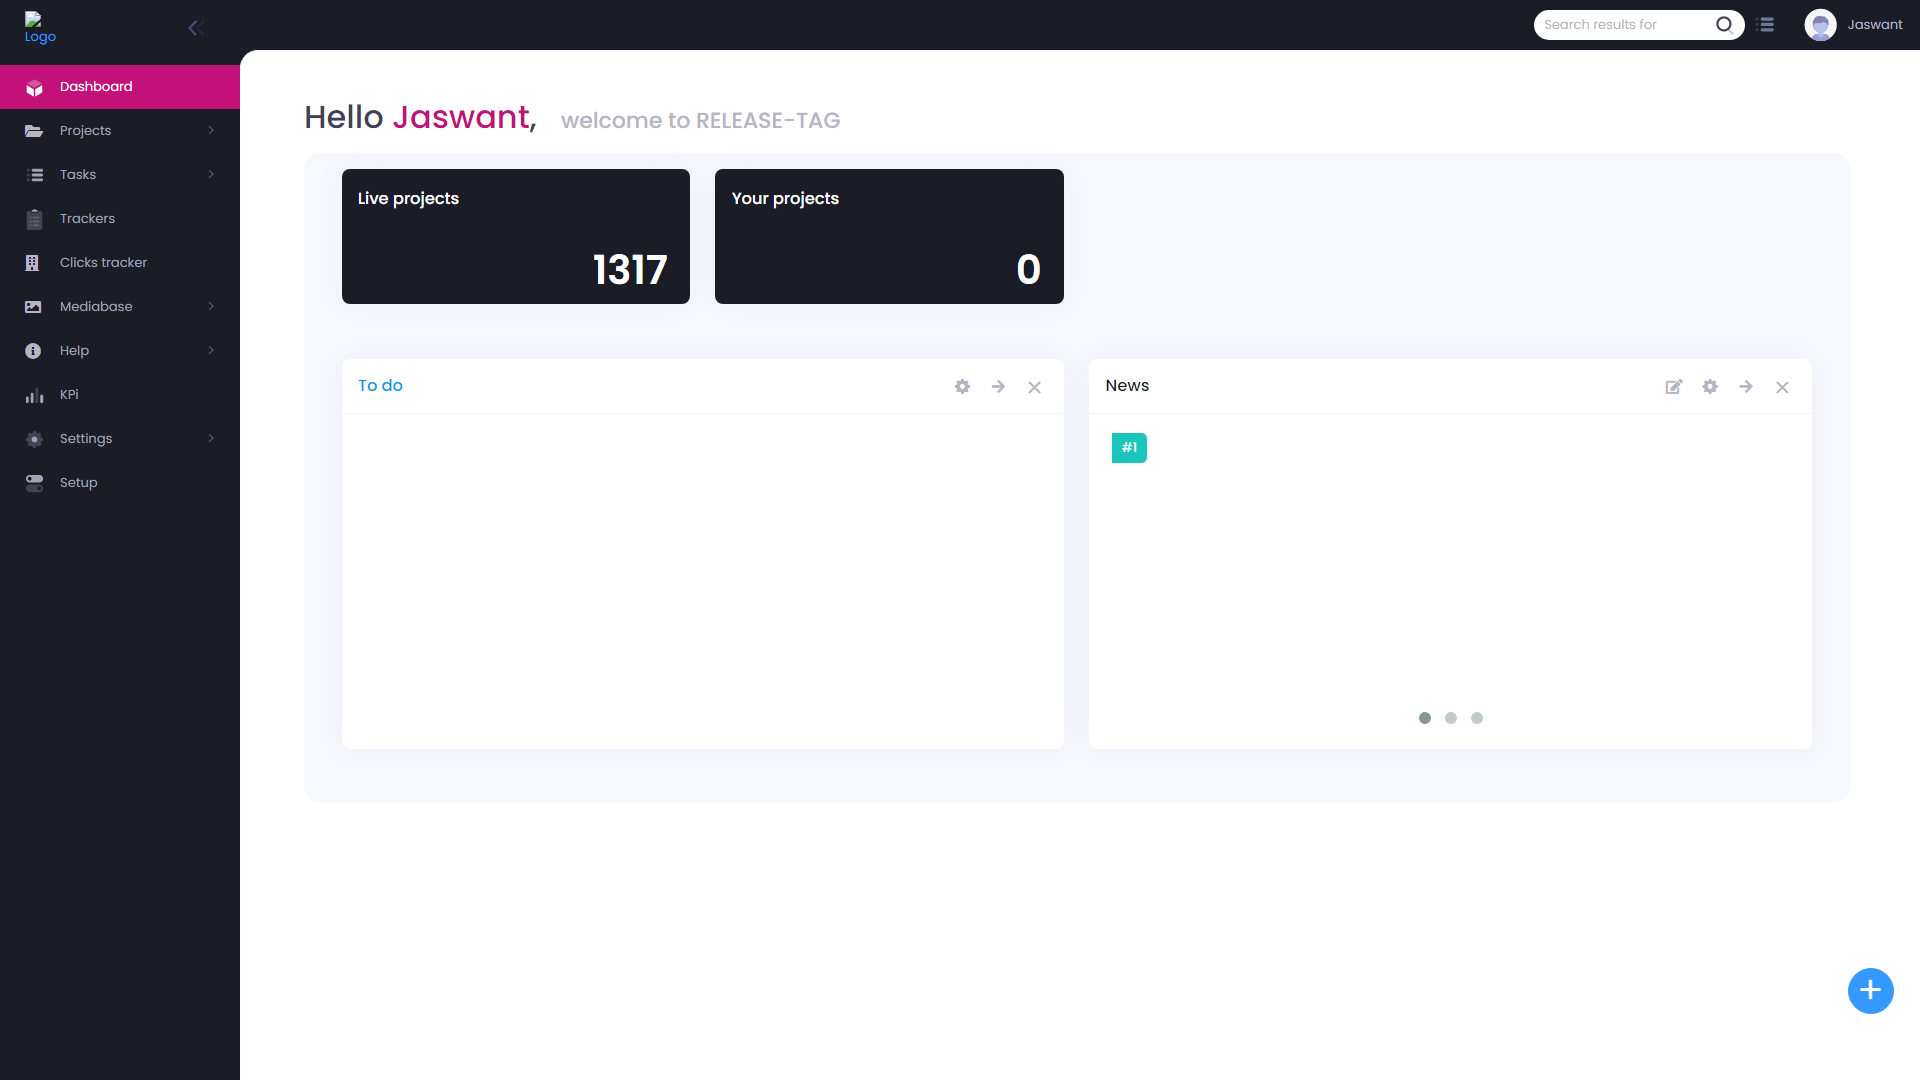 Logo
Search results for
Jaswant
Dashboard
Projects
Tasks
Trackers
Clicks tracker
Mediabase
Help
KPi
Settings
Setup
Hello Jaswant, welcome to RELEASE-TAG
Live projects
1317
Your projects
0
To do
News
#1